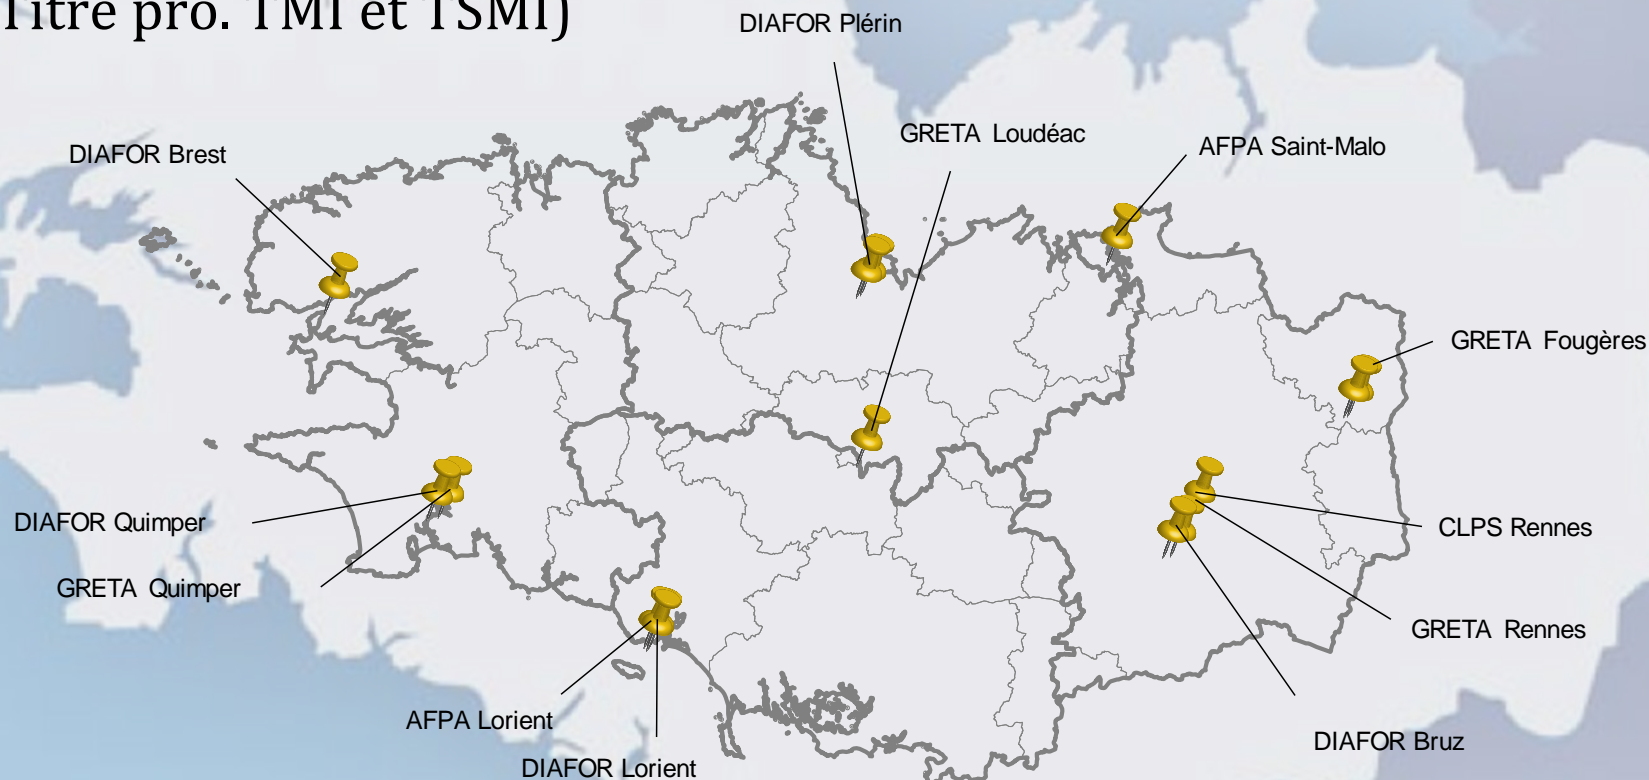 Titre pro. TMI et TSMI)
DIAFOR Plérin
GRETA Loudéac
AFPA Saint-Malo
DIAFOR Brest
GRETA Fougères
DIAFOR Quimper
CLPS Rennes
GRETA Quimper
GRETA Rennes
AFPA Lorient
DIAFOR Bruz
DIAFOR Lorient